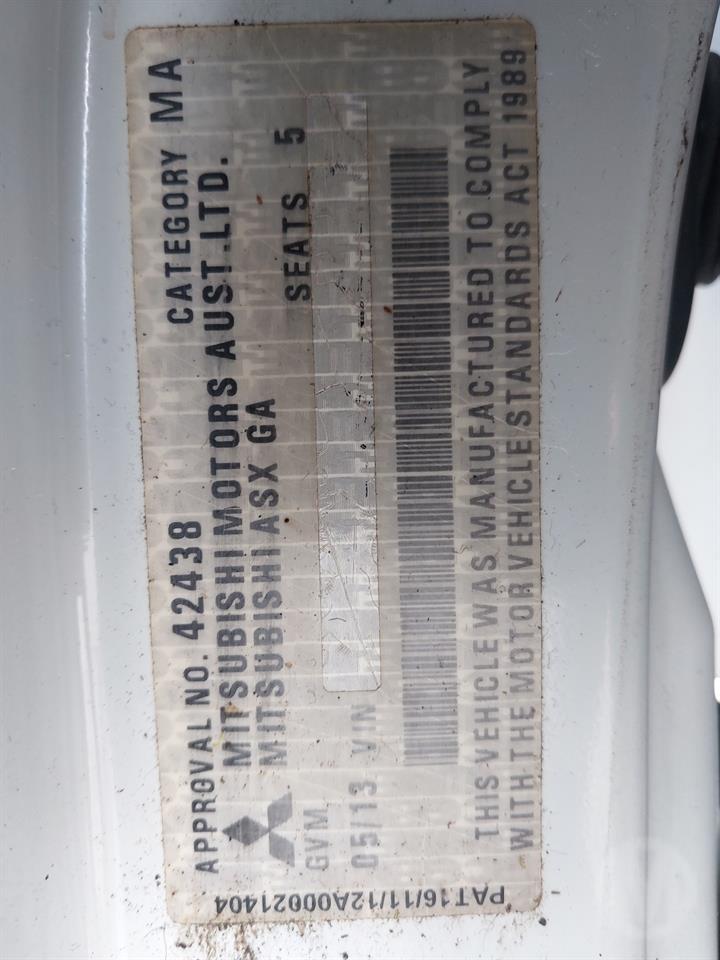 APPROVAL NO. 42438 CATEGORY MA
MITSUBISHI MOTORS AUST.LTD.
MITSUBISHI ASX GA
GVM SEATS 5
05/13 VIN
THIS VEHICLE WAS MANUFACTURED TO COMPLY
WITH THE MOTOR VEHICLE STANDARDS ACT 1989
PAT16/11/12A00021404